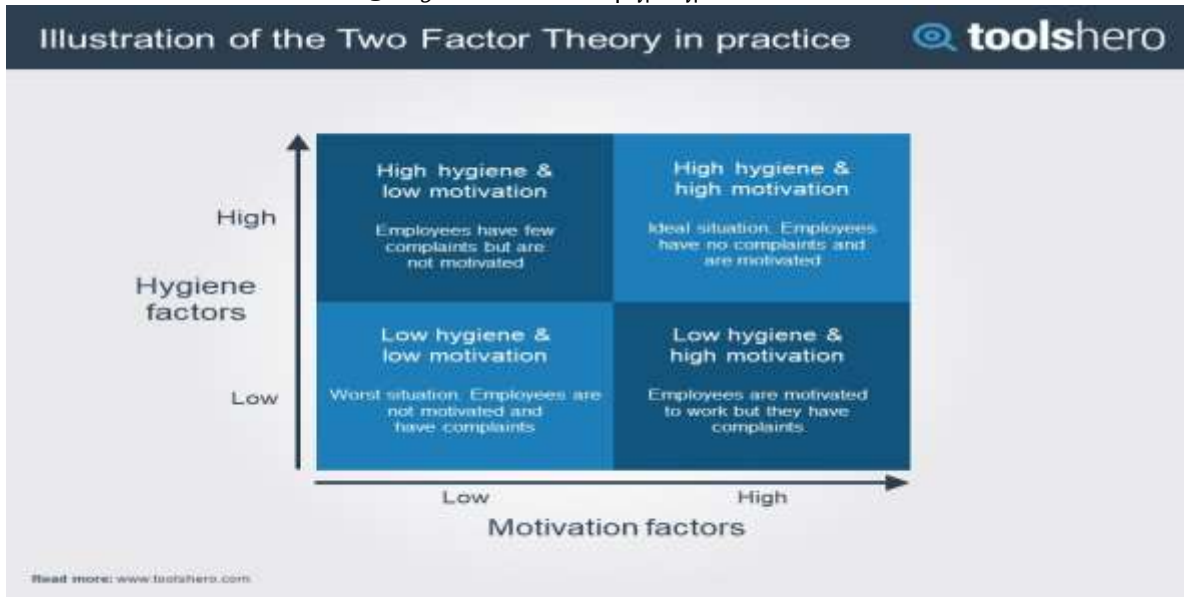 Illustration of the Two Factor Theory in practice
toolshero
High hygiene &
low motivation
Employees have few
complaints but are
not motivated
High hygiene &
high motivation
Ideal situation. Employees
have no complaints and
are motivated
High
Hygiene
factors
Low hygiene &
low motivation
Worst situation. Employees are
not motivated and
have complaints
Low hygiene &
high motivation
Employees are motivated
to work but they have
complaints
Low
Low
High
Motivation factors
Read more: www.toolshero.com